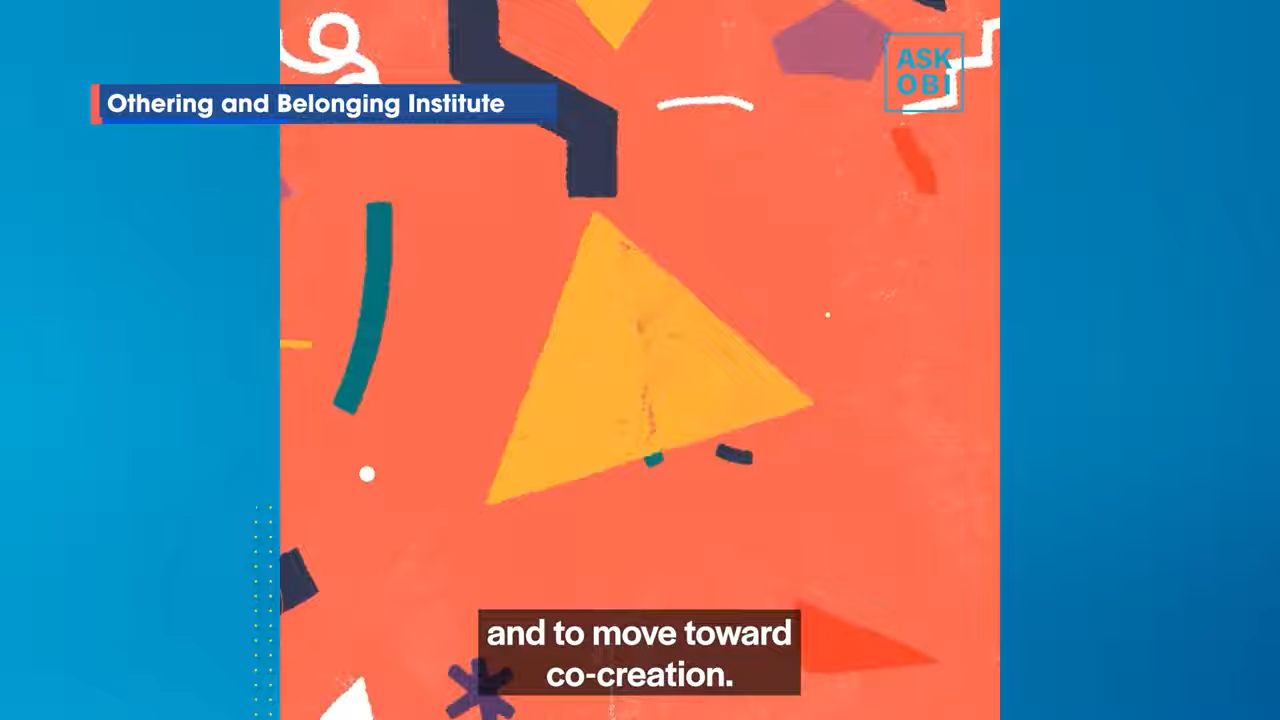 Othering and Belonging Institute
ASK
OBI
and to move toward
co-creation.